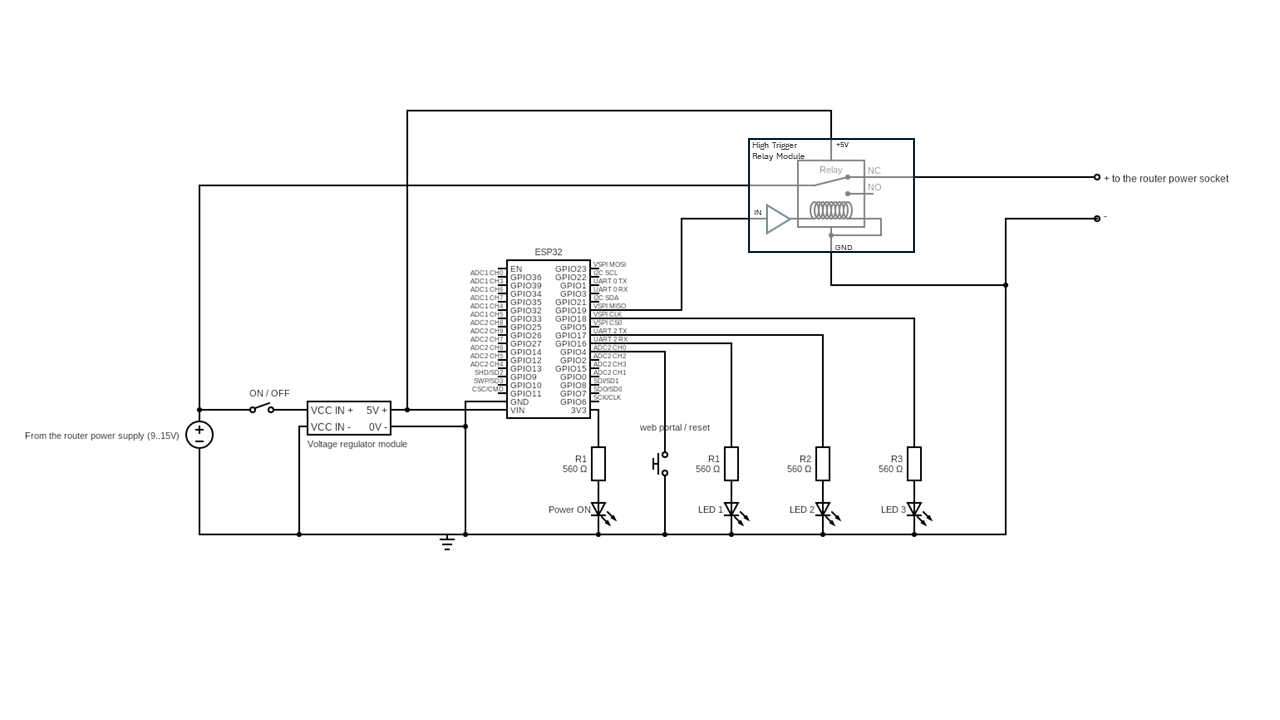 High Trigger
Relay Module
+5V
Relay
NC
NO
IN
GND
+ to the router power socket
-
ESP32
EN
GPIO36
GPIO39
GPIO34
GPIO35
GPIO32
GPIO33
GPIO25
GPIO26
GPIO27
GPIO14
GPIO12
GPIO13
GPIO9
GPIO10
GPIO11
GND
VIN
ADC1 CH0
ADC1 CH3
ADC1 CH6
ADC1 CH7
ADC1 CH4
ADC1 CH5
ADC2 CH8
ADC2 CH9
ADC2 CH7
ADC2 CH6
ADC2 CH5
ADC2 CH4
SHD/SD2
SWP/SD3
CSC/CMD
GPIO23
GPIO22
GPIO1
GPIO3
GPIO21
GPIO19
GPIO18
GPIO5
GPIO17
GPIO16
GPIO4
GPIO2
GPIO15
GPIO0
GPIO8
GPIO7
GPIO6
3V3
VSPI MOSI
I2C SCL
UART 0 TX
UART 0 RX
I2C SDA
VSPI MISO
VSPI CLK
VSPI CS0
UART 2 TX
UART 2 RX
ADC2 CH0
ADC2 CH2
ADC2 CH3
ADC2 CH1
SDI/SD1
SDO/SD0
SCK/CLK
ON / OFF
VCC IN + 5V +
VCC IN - 0V -
Voltage regulator module
From the router power supply (9..15V)
+
−
web portal / reset
R1
560 Ω
Power ON
R1
560 Ω
LED 1
R2
560 Ω
LED 2
R3
560 Ω
LED 3